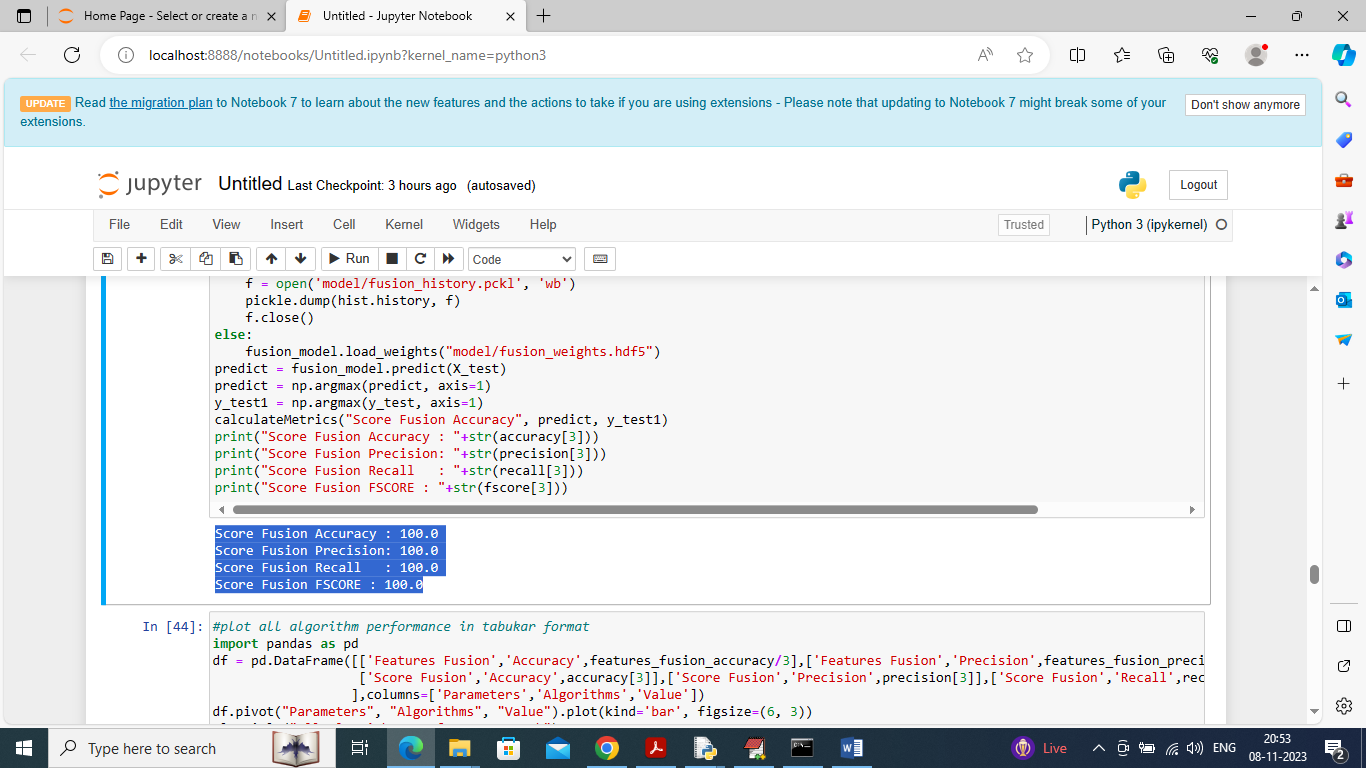 Home Page - Select or create a n
Untitled - Jupyter Notebook
localhost:8888/notebooks/Untitled.ipynb?kernel_name=python3
UPDATE Read the migration plan to Notebook 7 to learn about the new features and the actions to take if you are using extensions - Please note that updating to Notebook 7 might break some of your
extensions.
Don't show anymore
jupyter Untitled Last Checkpoint: 3 hours ago (autosaved)
Logout
File Edit View Insert Cell Kernel Widgets Help
Trusted
Python 3 (ipykernel)
Run
Code
    f = open('model/fusion_history.pckl', 'wb')
    pickle.dump(hist.history, f)
    f.close()
else:
    fusion_model.load_weights("model/fusion_weights.hdf5")
predict = fusion_model.predict(X_test)
predict = np.argmax(predict, axis=1)
y_test1 = np.argmax(y_test, axis=1)
calculateMetrics("Score Fusion Accuracy", predict, y_test1)
print("Score Fusion Accuracy : "+str(accuracy[3]))
print("Score Fusion Precision: "+str(precision[3]))
print("Score Fusion Recall   : "+str(recall[3]))
print("Score Fusion FSCORE : "+str(fscore[3]))
Score Fusion Accuracy : 100.0
Score Fusion Precision: 100.0
Score Fusion Recall   : 100.0
Score Fusion FSCORE : 100.0
In [44]: #plot all algorithm performance in tabukar format
import pandas as pd
df = pd.DataFrame([['Features Fusion','Accuracy',features_fusion_accuracy/3],['Features Fusion','Precision',features_fusion_preci
['Score Fusion','Accuracy',accuracy[3]],['Score Fusion','Precision',precision[3]],['Score Fusion','Recall',rec
],columns=['Parameters','Algorithms','Value'])
df.pivot("Parameters", "Algorithms", "Value").plot(kind='bar', figsize=(6, 3))
Type here to search
Live
ENG
20:53
08-11-2023
2